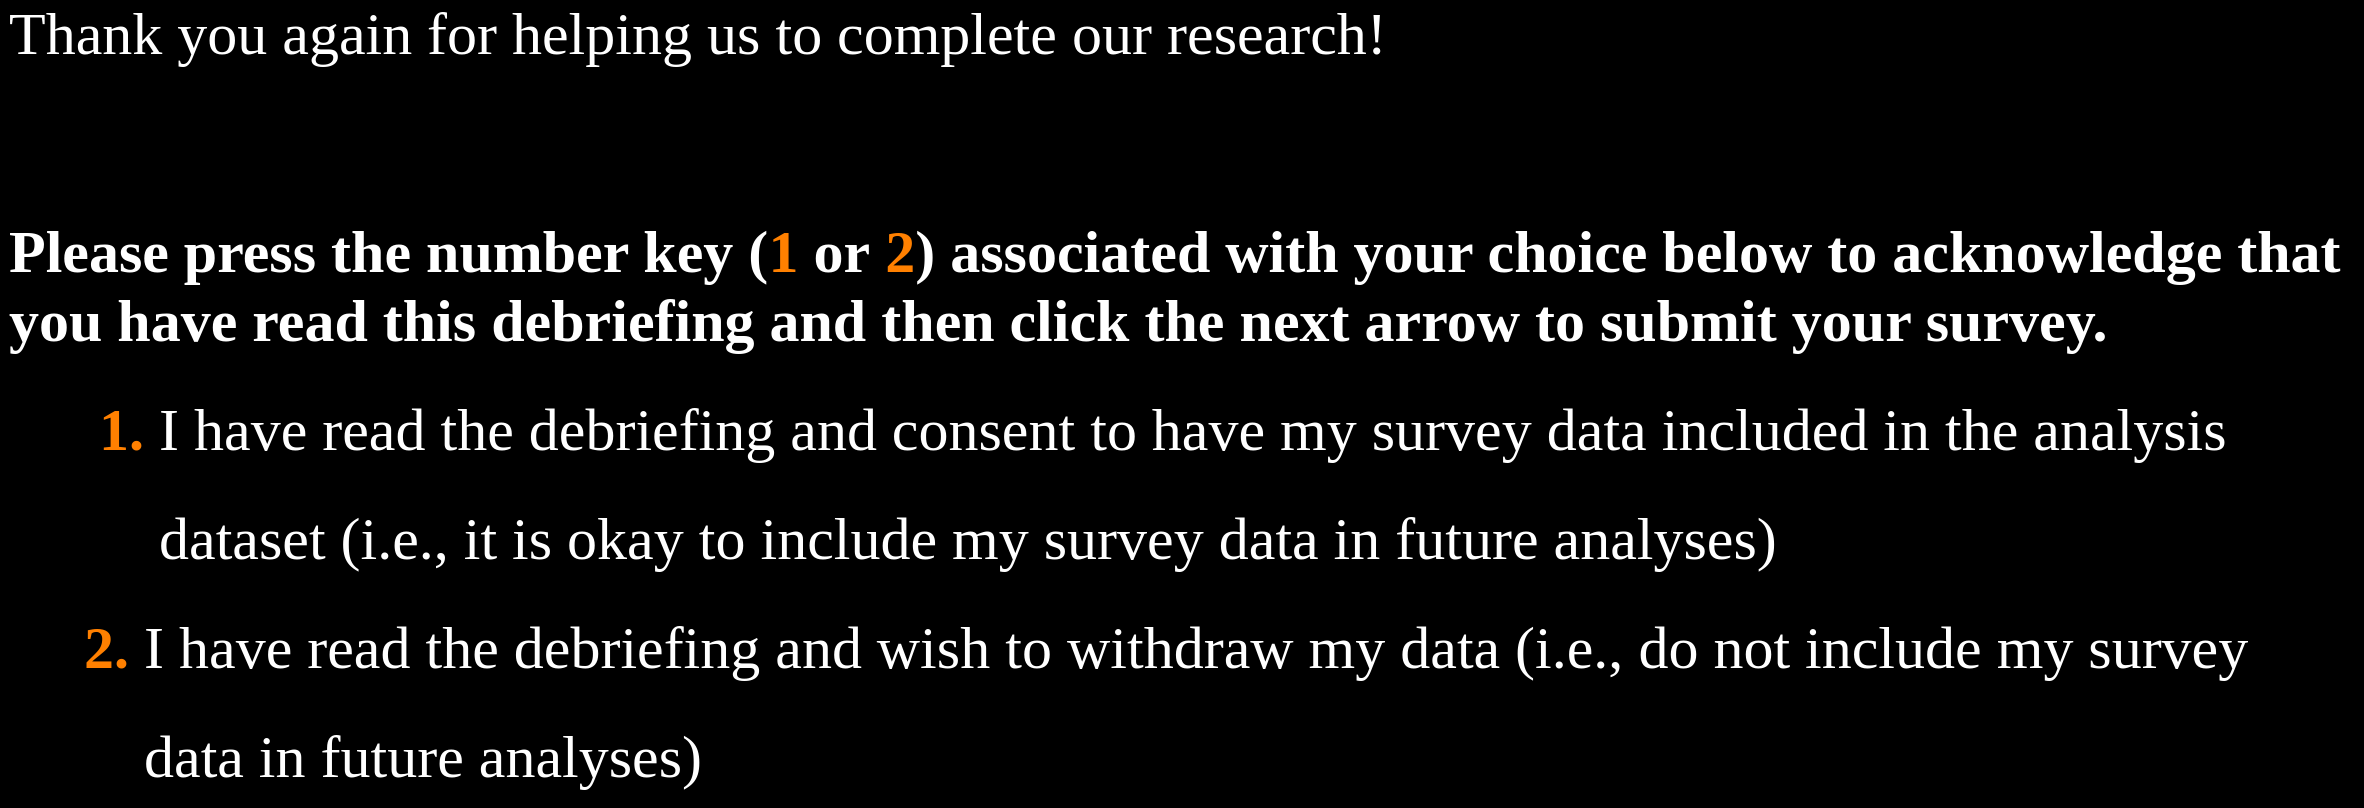 Thank you again for helping us to complete our research!
Please press the number key (1 or 2) associated with your choice below to acknowledge that
you have read this debriefing and then click the next arrow to submit your survey.
1. I have read the debriefing and consent to have my survey data included in the analysis
dataset (i.e., it is okay to include my survey data in future analyses)
2. I have read the debriefing and wish to withdraw my data (i.e., do not include my survey
data in future analyses)